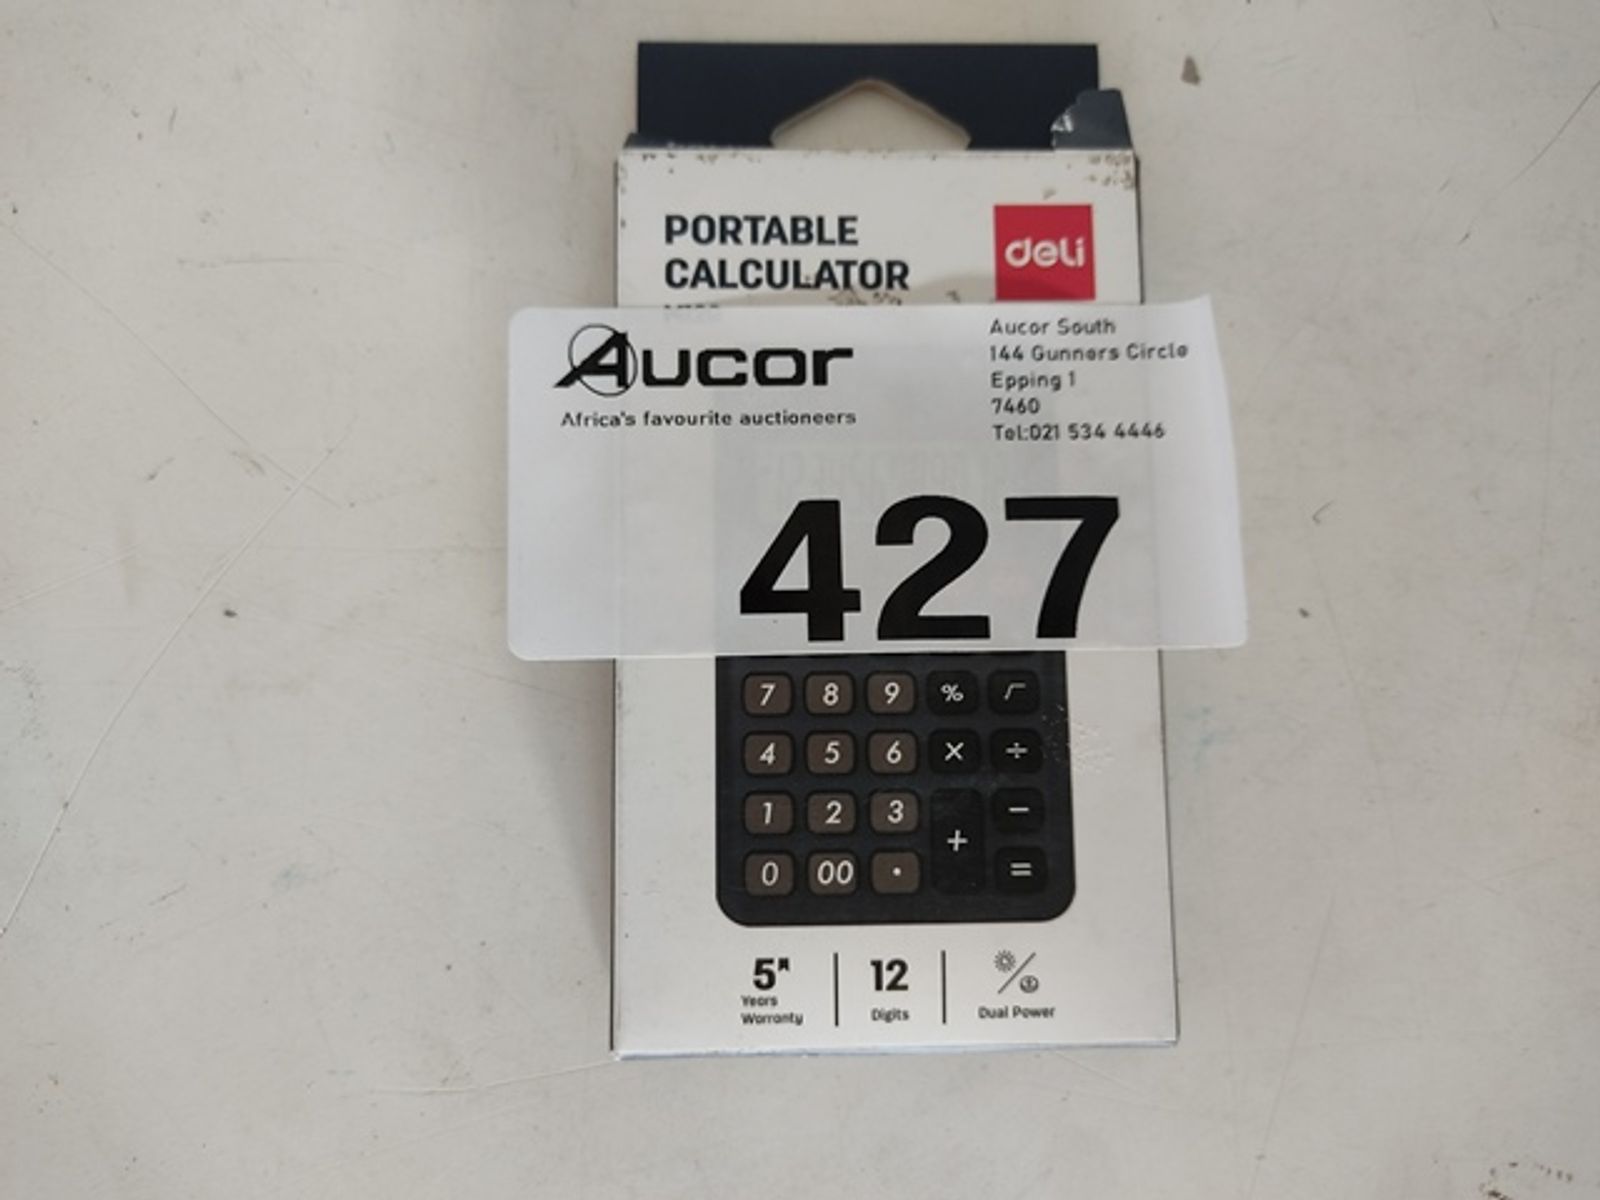 PORTABLE
CALCULATOR
deli
Aucor
Africa's favourite auctioneers
Aucor South
144 Gunners Circle
Epping 1
7460
Tel:021 534 4446
427
7 8 9 % √
4 5 6 × ÷
1 2 3 −
+
0 00 . =
5
Years
Warranty
12
Digits
Dual Power